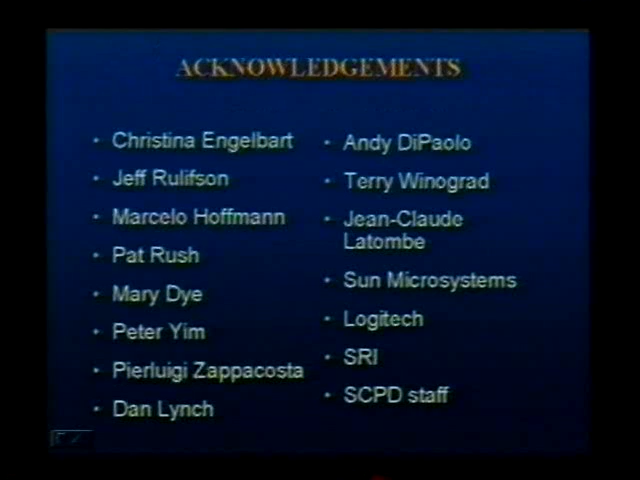 ACKNOWLEDGEMENTS
• Christina Engelbart
• Jeff Rulifson
• Marcelo Hoffmann
• Pat Rush
• Mary Dye
• Peter Yim
• Pierluigi Zappacosta
• Dan Lynch
• Andy DiPaolo
• Terry Winograd
• Jean-Claude
Latombe
• Sun Microsystems
• Logitech
• SRI
• SCPD staff